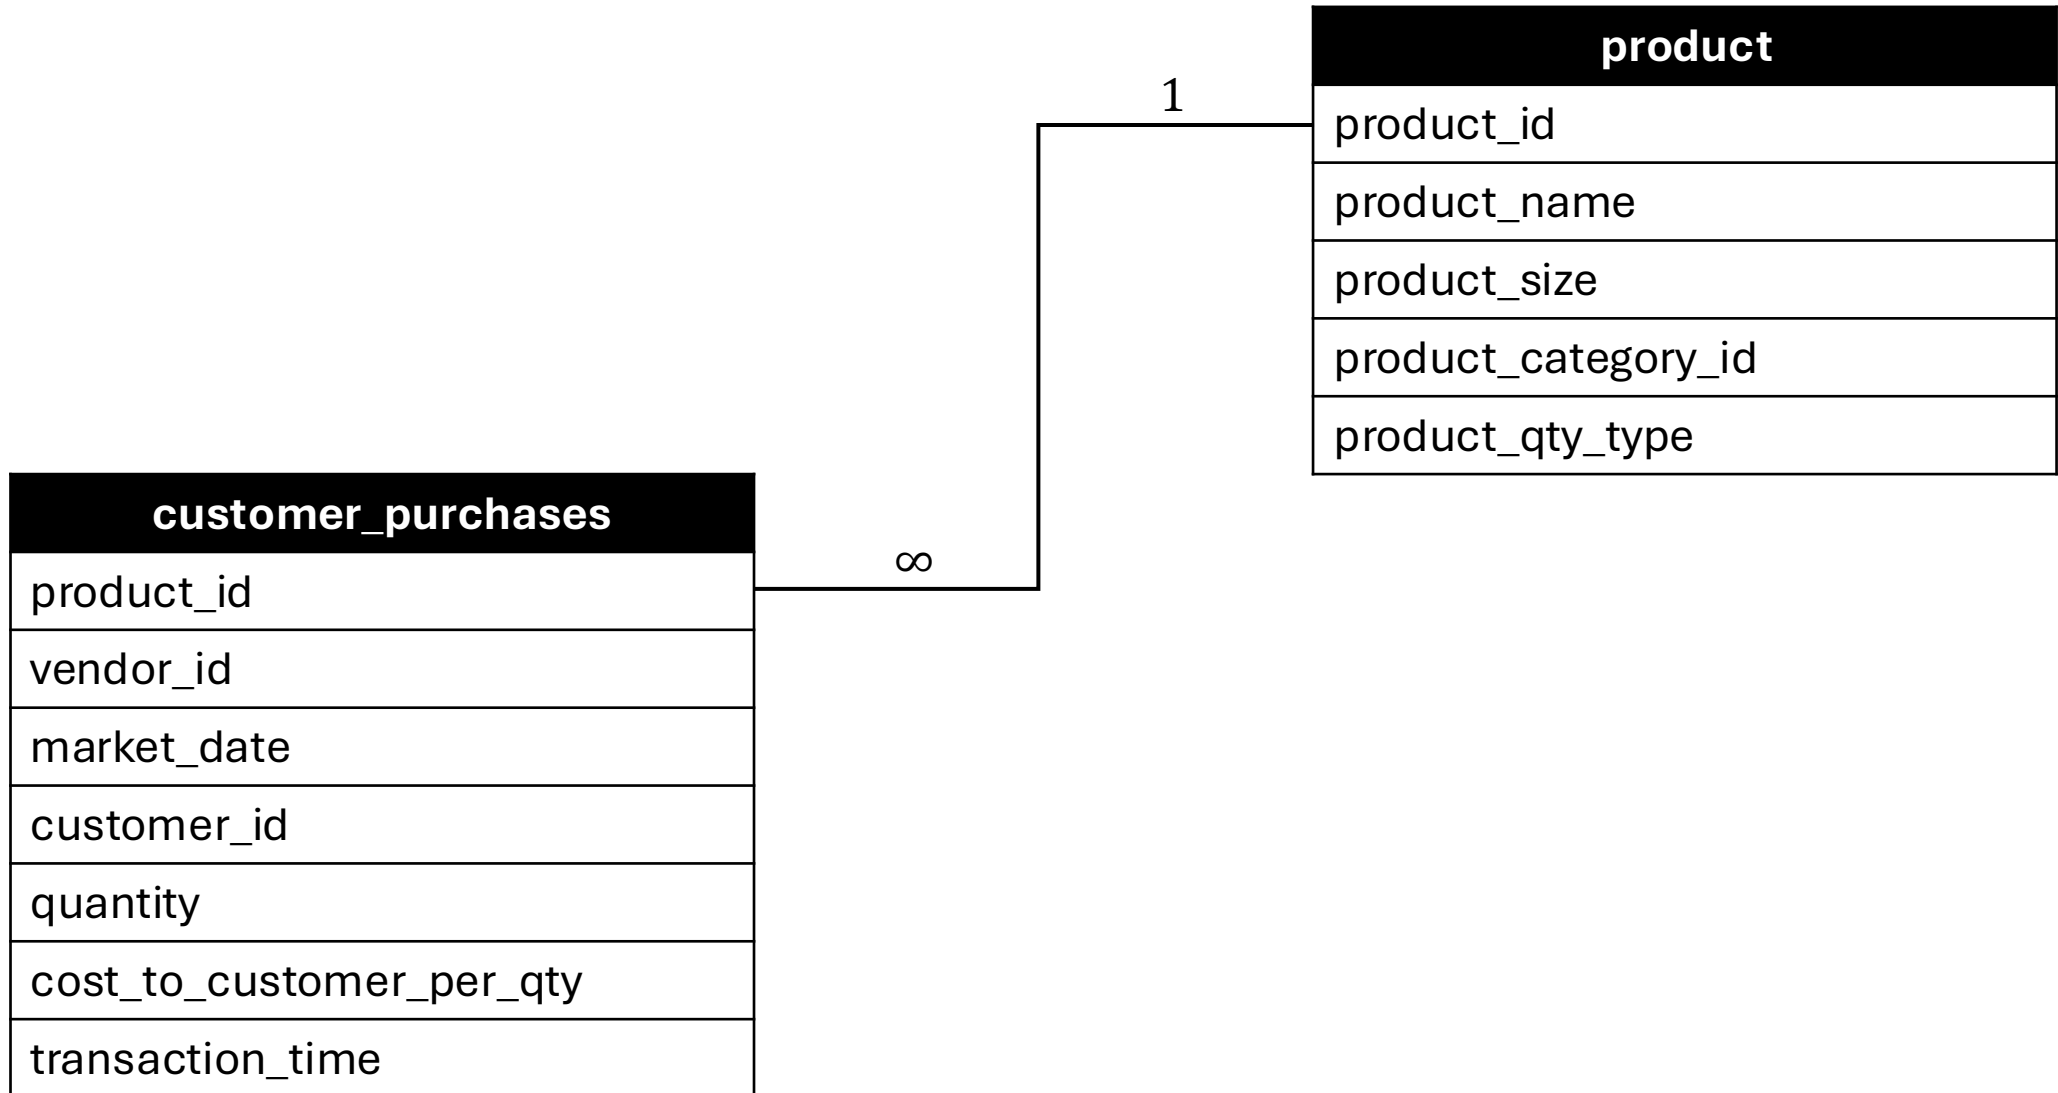 product
1
product_id
product_name
product_size
product_category_id
product_qty_type
customer_purchases
∞
product_id
vendor_id
market_date
customer_id
quantity
cost_to_customer_per_qty
transaction_time